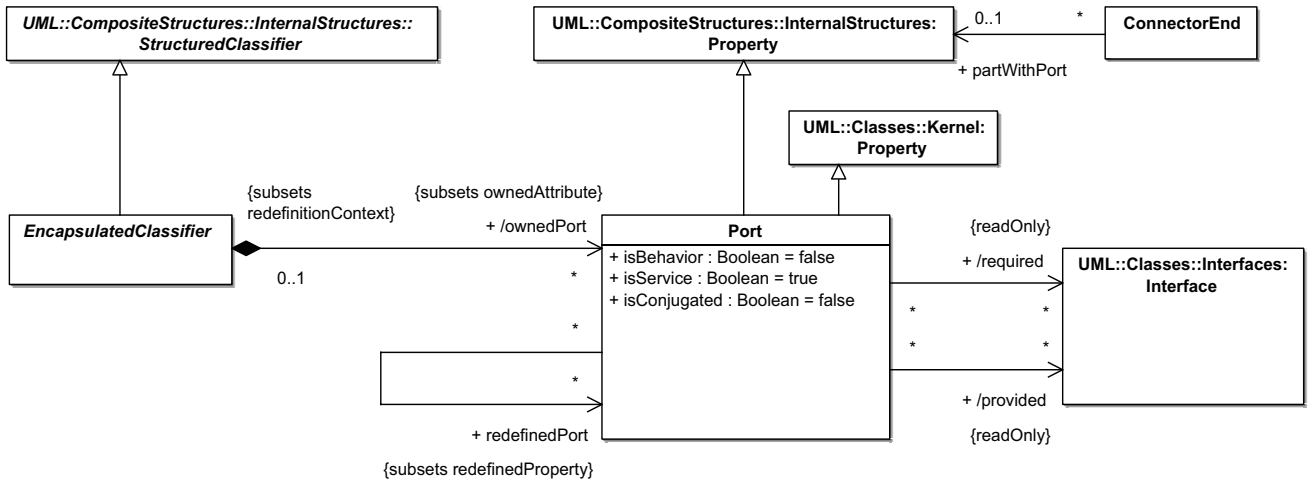 UML::CompositeStructures::InternalStructures::
StructuredClassifier
UML::CompositeStructures::InternalStructures:
Property
0..1
*
ConnectorEnd
+ partWithPort
UML::Classes::Kernel:
Property
{subsets
redefinitionContext}
{subsets ownedAttribute}
+ /ownedPort
EncapsulatedClassifier
0..1
*
Port
+ isBehavior : Boolean = false
+ isService : Boolean = true
+ isConjugated : Boolean = false
{readOnly}
+ /required
UML::Classes::Interfaces:
Interface
*
*
*
*
*
*
+ /provided
{readOnly}
+ redefinedPort
{subsets redefinedProperty}